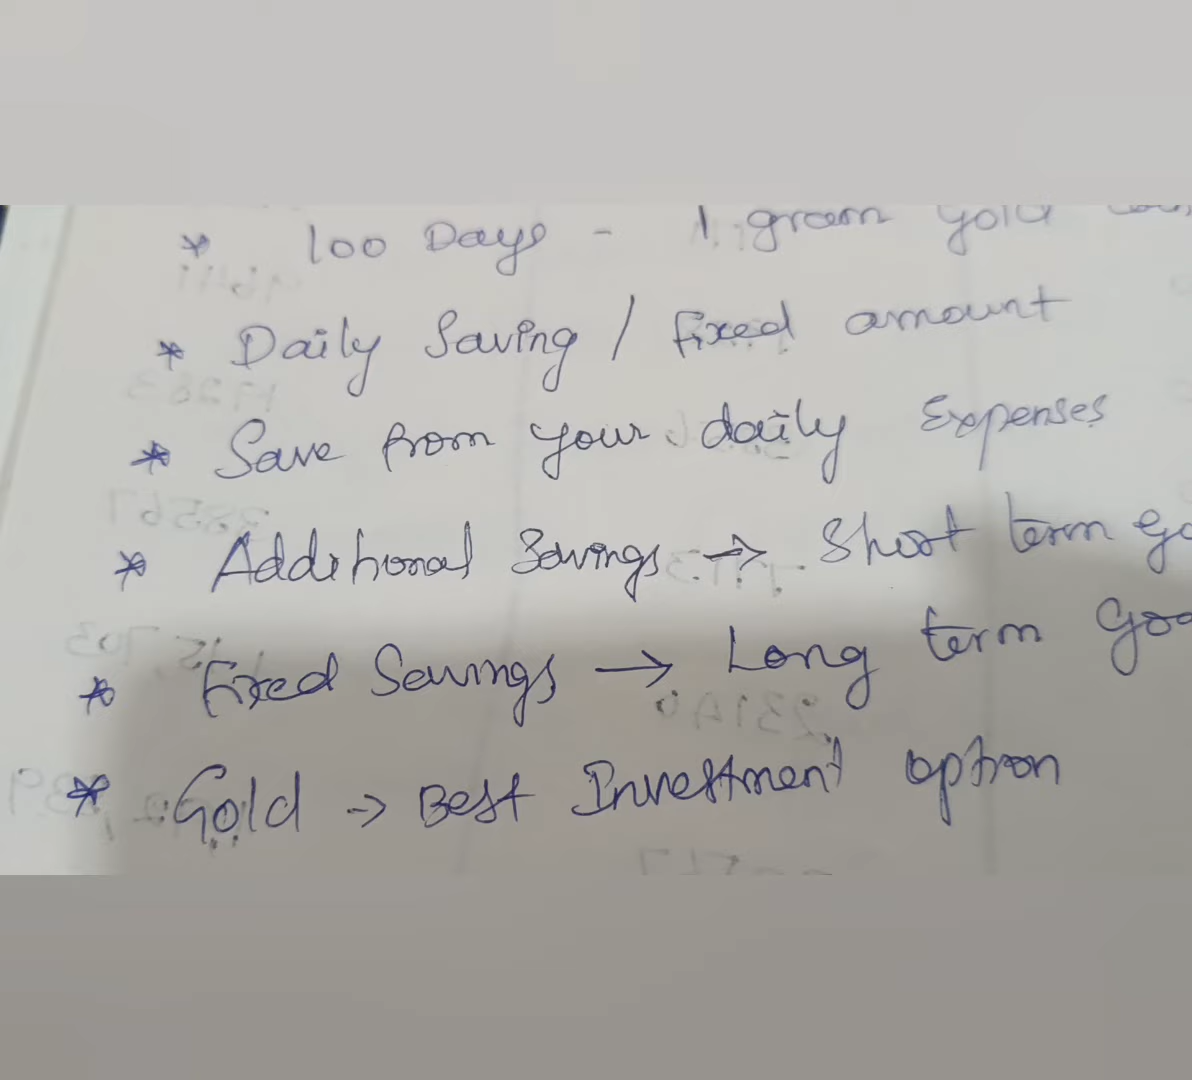 * 100 Days - 1 gram gold
* Daily Saving / fixed amount
* Save from your daily Expenses
* Additional Savings → Short term
* Fixed Savings → Long term
* Gold → Best Investment option